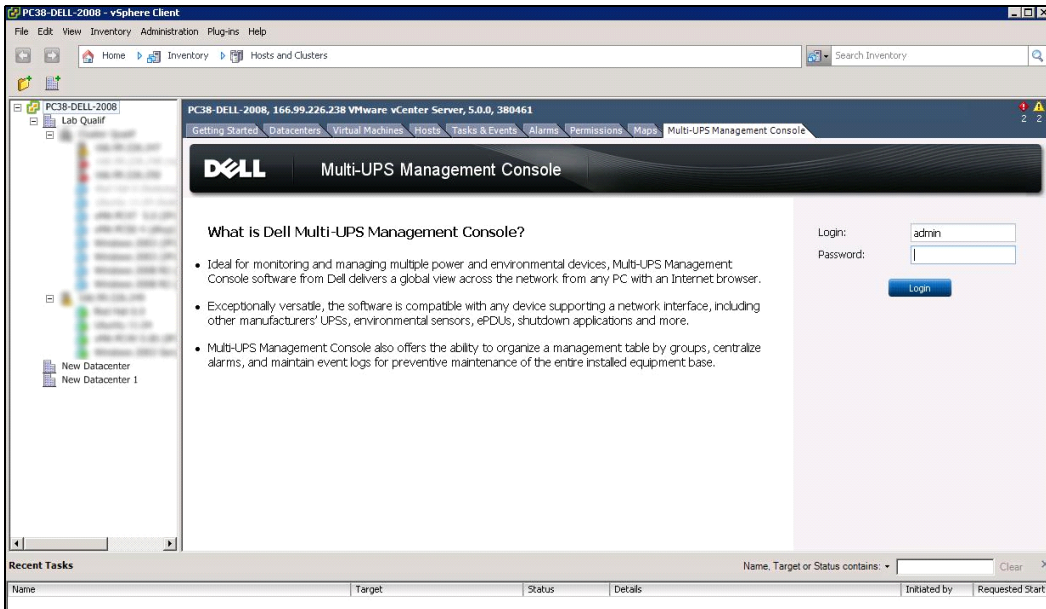 PC38-DELL-2008 - vSphere Client
File Edit View Inventory Administration Plug-ins Help
Home Inventory Hosts and Clusters
Search Inventory
PC38-DELL-2008
Lab Qualif
New Datacenter
New Datacenter 1
PC38-DELL-2008, 166.99.226.238 VMware vCenter Server, 5.0.0, 380461
2 2
Getting Started Datacenters Virtual Machines Hosts Tasks & Events Alarms Permissions Maps Multi-UPS Management Console
DELL Multi-UPS Management Console
What is Dell Multi-UPS Management Console?
• Ideal for monitoring and managing multiple power and environmental devices, Multi-UPS Management
Console software from Dell delivers a global view across the network from any PC with an Internet browser.
• Exceptionally versatile, the software is compatible with any device supporting a network interface, including
other manufacturers' UPSs, environmental sensors, ePDUs, shutdown applications and more.
• Multi-UPS Management Console also offers the ability to organize a management table by groups, centralize
alarms, and maintain event logs for preventive maintenance of the entire installed equipment base.
Login: admin
Password:
Login
Recent Tasks
Name, Target or Status contains: Clear
Name Target Status Details Initiated by Requested Start